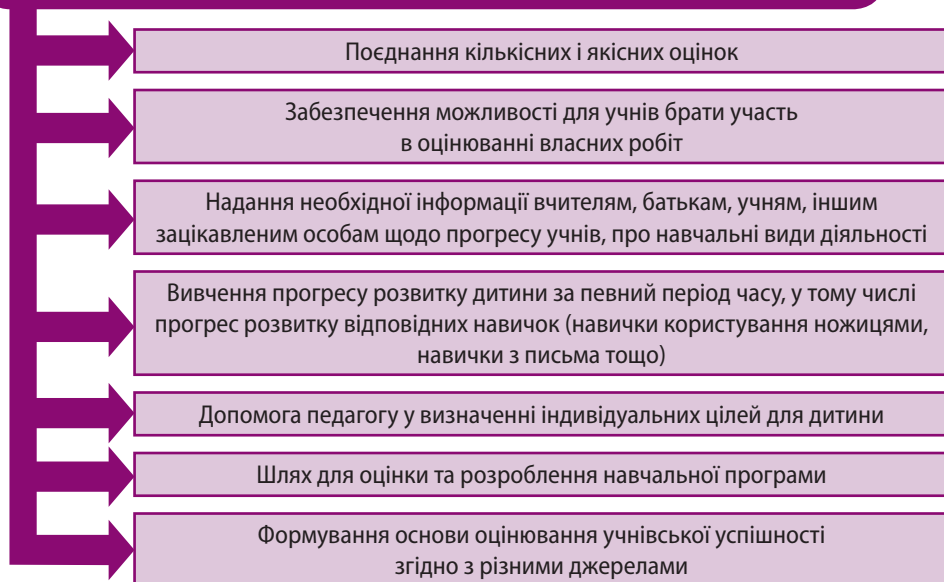 Поєднання кількісних і якісних оцінок
Забезпечення можливості для учнів брати участь
в оцінюванні власних робіт
Надання необхідної інформації вчителям, батькам, учням, іншим
зацікавленим особам щодо прогресу учнів, про навчальні види діяльності
Вивчення прогресу розвитку дитини за певний період часу, у тому числі
прогрес розвитку відповідних навичок (навички користування ножицями,
навички з письма тощо)
Допомога педагогу у визначенні індивідуальних цілей для дитини
Шлях для оцінки та розроблення навчальної програми
Формування основи оцінювання учнівської успішності
згідно з різними джерелами